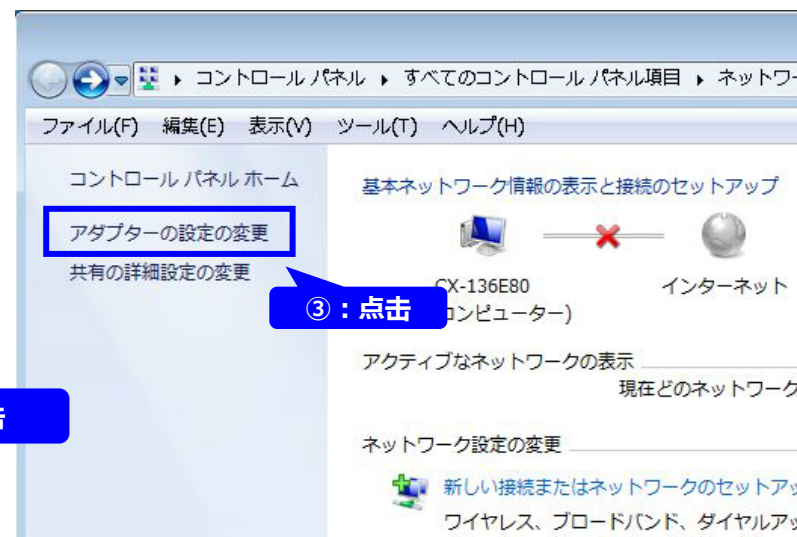 コントロール パネル ▸ すべてのコントロール パネル項目 ▸ ネットワー
ファイル(F) 編集(E) 表示(V) ツール(T) ヘルプ(H)
コントロール パネル ホーム
アダプターの設定の変更
共有の詳細設定の変更
③：点击
击
基本ネットワーク情報の表示と接続のセットアップ
CX-136E80
コンピューター)
インターネット
アクティブなネットワークの表示
現在どのネットワーク
ネットワーク設定の変更
新しい接続またはネットワークのセットアッ
ワイヤレス、ブロードバンド、ダイヤルアッ